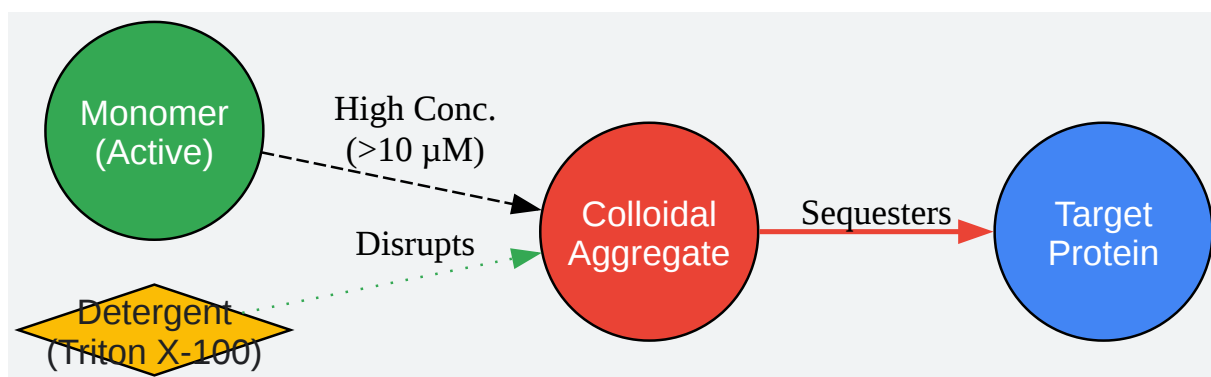 Monomer
(Active)
High Conc.
(>10 µM)
Disrupts
Detergent
(Triton X-100)
Colloidal
Aggregate
Sequesters
Target
Protein